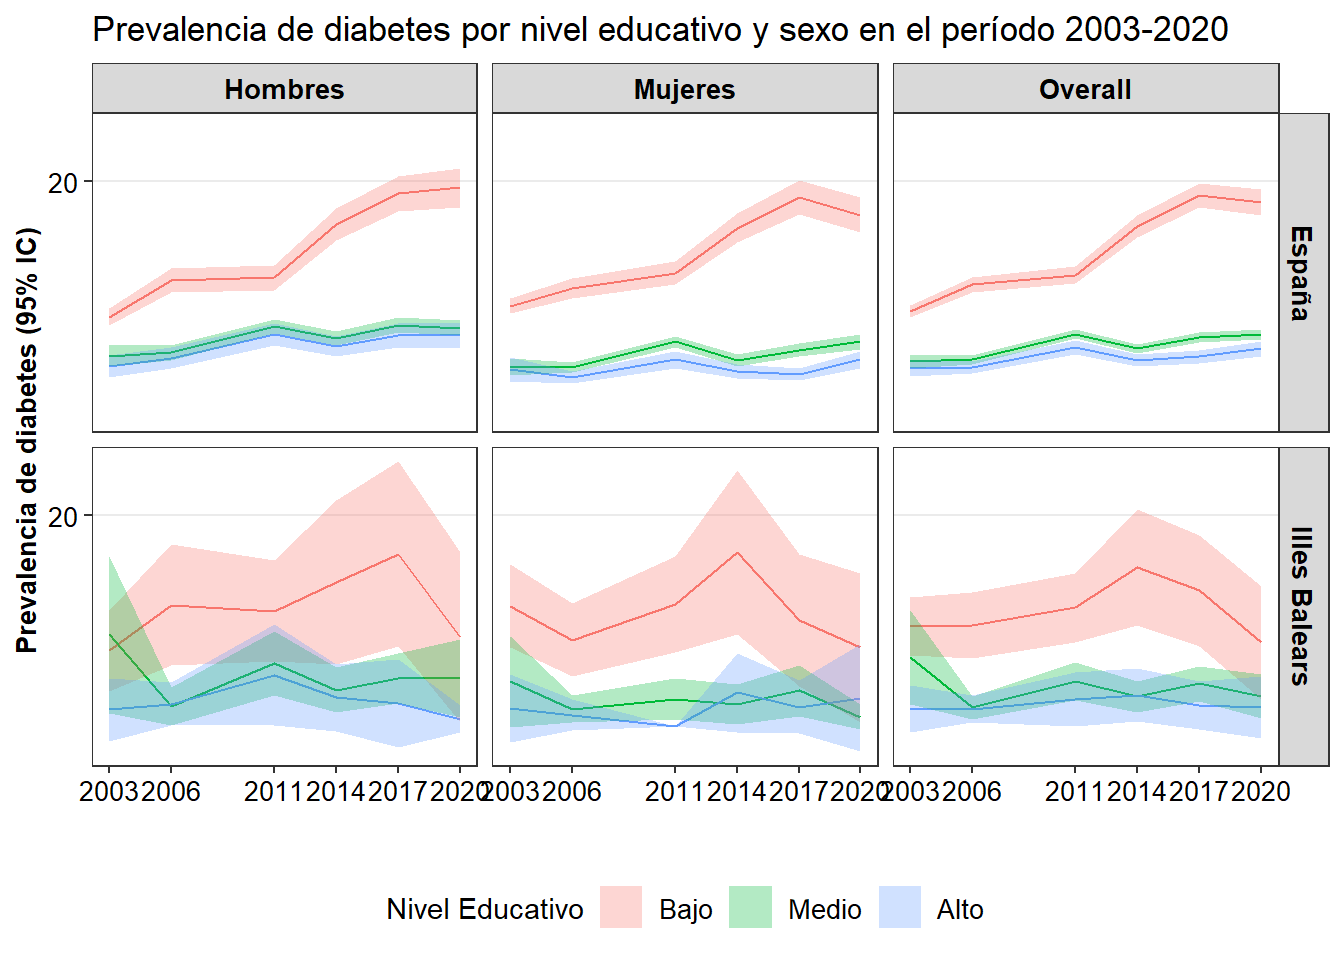 Prevalencia de diabetes por nivel educativo y sexo en el período 2003-2020
Hombres
Mujeres
Overall
Prevalencia de diabetes (95% IC)
20
España
20
Illes Balears
2003 2006 2011 2014 2017 2020 2003 2006 2011 2014 2017 2020 2003 2006 2011 2014 2017 2020
Nivel Educativo Bajo Medio Alto